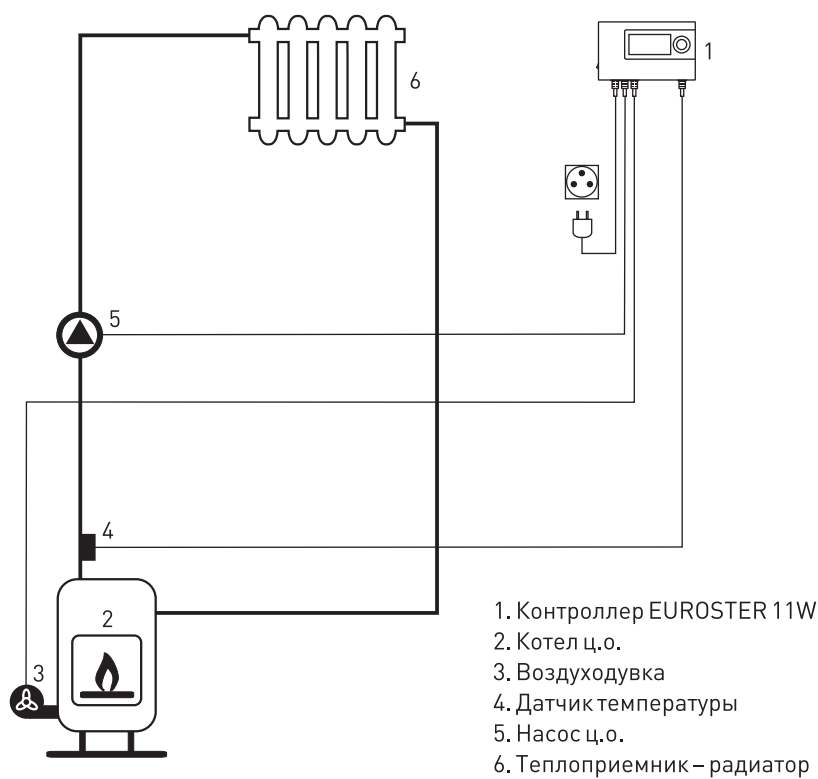 1
6
5
4
2
3
1. Контроллер EUROSTER 11W
2. Котел ц.о.
3. Воздуходувка
4. Датчик температуры
5. Насос ц.о.
6. Теплоприемник – радиатор